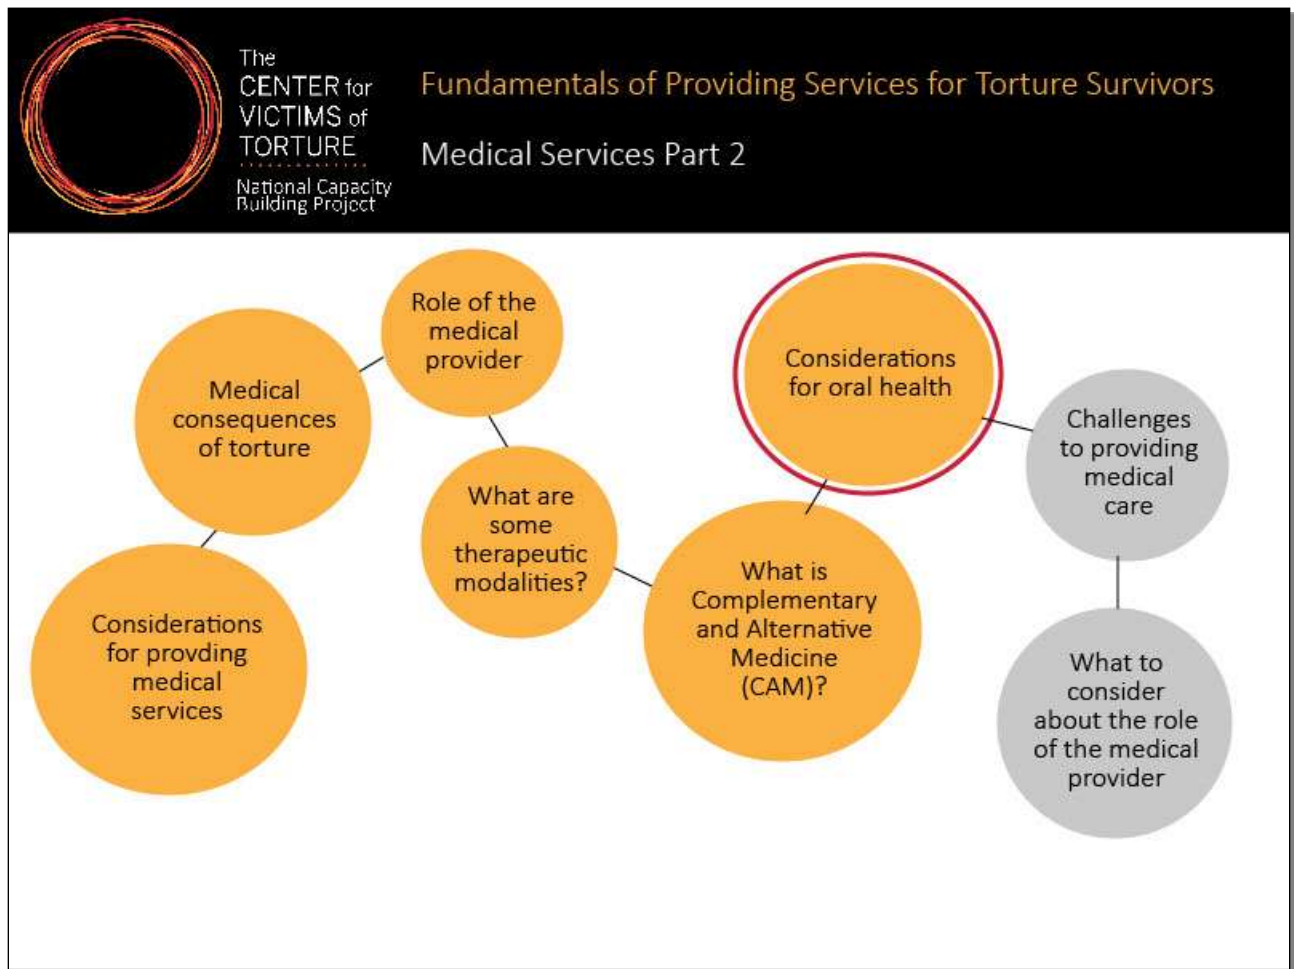 The
CENTER for
VICTIMS of
TORTURE
National Capacity
Building Project
Fundamentals of Providing Services for Torture Survivors
Medical Services Part 2
Considerations
for provding
medical
services
Medical
consequences
of torture
Role of the
medical
provider
What are
some
therapeutic
modalities?
What is
Complementary
and Alternative
Medicine
(CAM)?
Considerations
for oral health
Challenges
to providing
medical
care
What to
consider
about the role
of the medical
provider